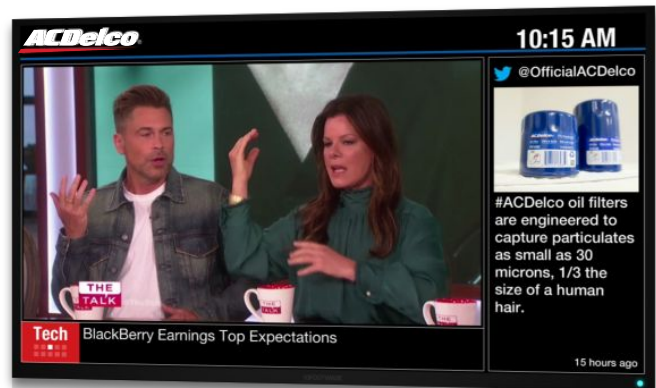 ACDelco
10:15 AM
@OfficialACDelco
ACDelco
#ACDelco oil filters
are engineered to
capture particulates
as small as 30
microns, 1/3 the
size of a human
hair.
15 hours ago
THE
TALK
THE
TALK
Tech
BlackBerry Earnings Top Expectations